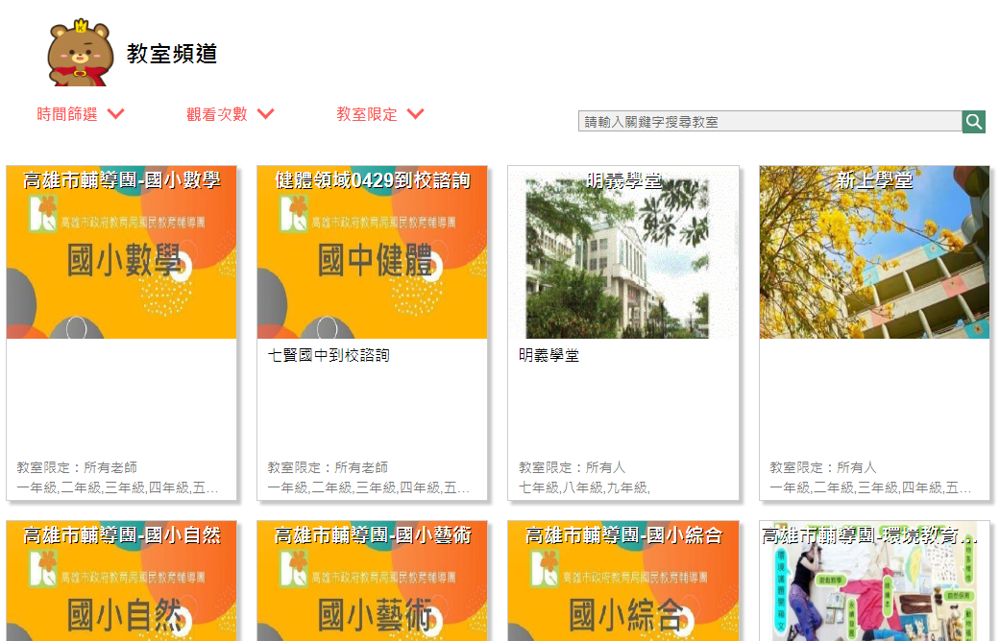 教室頻道
時間篩選
觀看次數
教室限定
請輸入關鍵字搜尋教室
高雄市輔導團-國小數學
高雄市政府教育局國民教育輔導團
國小數學
教室限定：所有老師
一年級,二年級,三年級,四年級,五...
健體領域0429到校諮詢
高雄市政府教育局國民教育輔導團
國中健體
七賢國中到校諮詢
教室限定：所有老師
一年級,二年級,三年級,四年級,五...
明義學堂
明義學堂
教室限定：所有人
七年級,八年級,九年級,
新上學堂
教室限定：所有人
一年級,二年級,三年級,四年級,五...
高雄市輔導團-國小自然
高雄市政府教育局國民教育輔導團
國小自然
高雄市輔導團-國小藝術
高雄市政府教育局國民教育輔導團
國小藝術
高雄市輔導團-國小綜合
高雄市政府教育局國民教育輔導團
國小綜合
高雄市輔導團-環境教育...